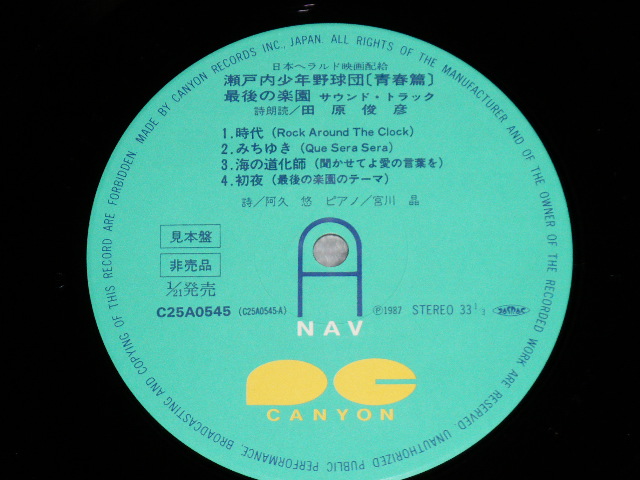 MADE BY CANYON RECORDS INC., JAPAN. ALL RIGHTS OF THE MANUFACTURER AND OF THE OWNER OF THE RECORDED WORK ARE RESERVED. UNAUTHORIZED PUBLIC PERFORMANCE, BROADCASTING AND COPYING OF THIS RECORD ARE FORBIDDEN.
日本ヘラルド映画配給
瀬戸内少年野球団〔青春篇〕
最後の楽園 サウンド・トラック
詩朗読/田原俊彦
1.時代 (Rock Around The Clock)
2.みちゆき (Que Sera Sera)
3.海の道化師 (聞かせてよ愛の言葉を)
4.初夜 (最後の楽園のテーマ)
詩/阿久 悠 ピアノ/宮川 晶
見本盤
非売品
1/21発売
C25A0545 (C25A0545-A)
A
NAV
Ⓟ1987 STEREO 33 1/3
CANYON